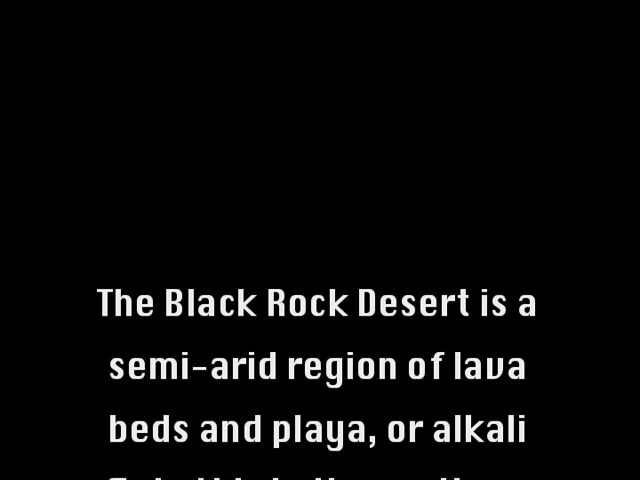 The Black Rock Desert is a
semi-arid region of lava
beds and playa, or alkali